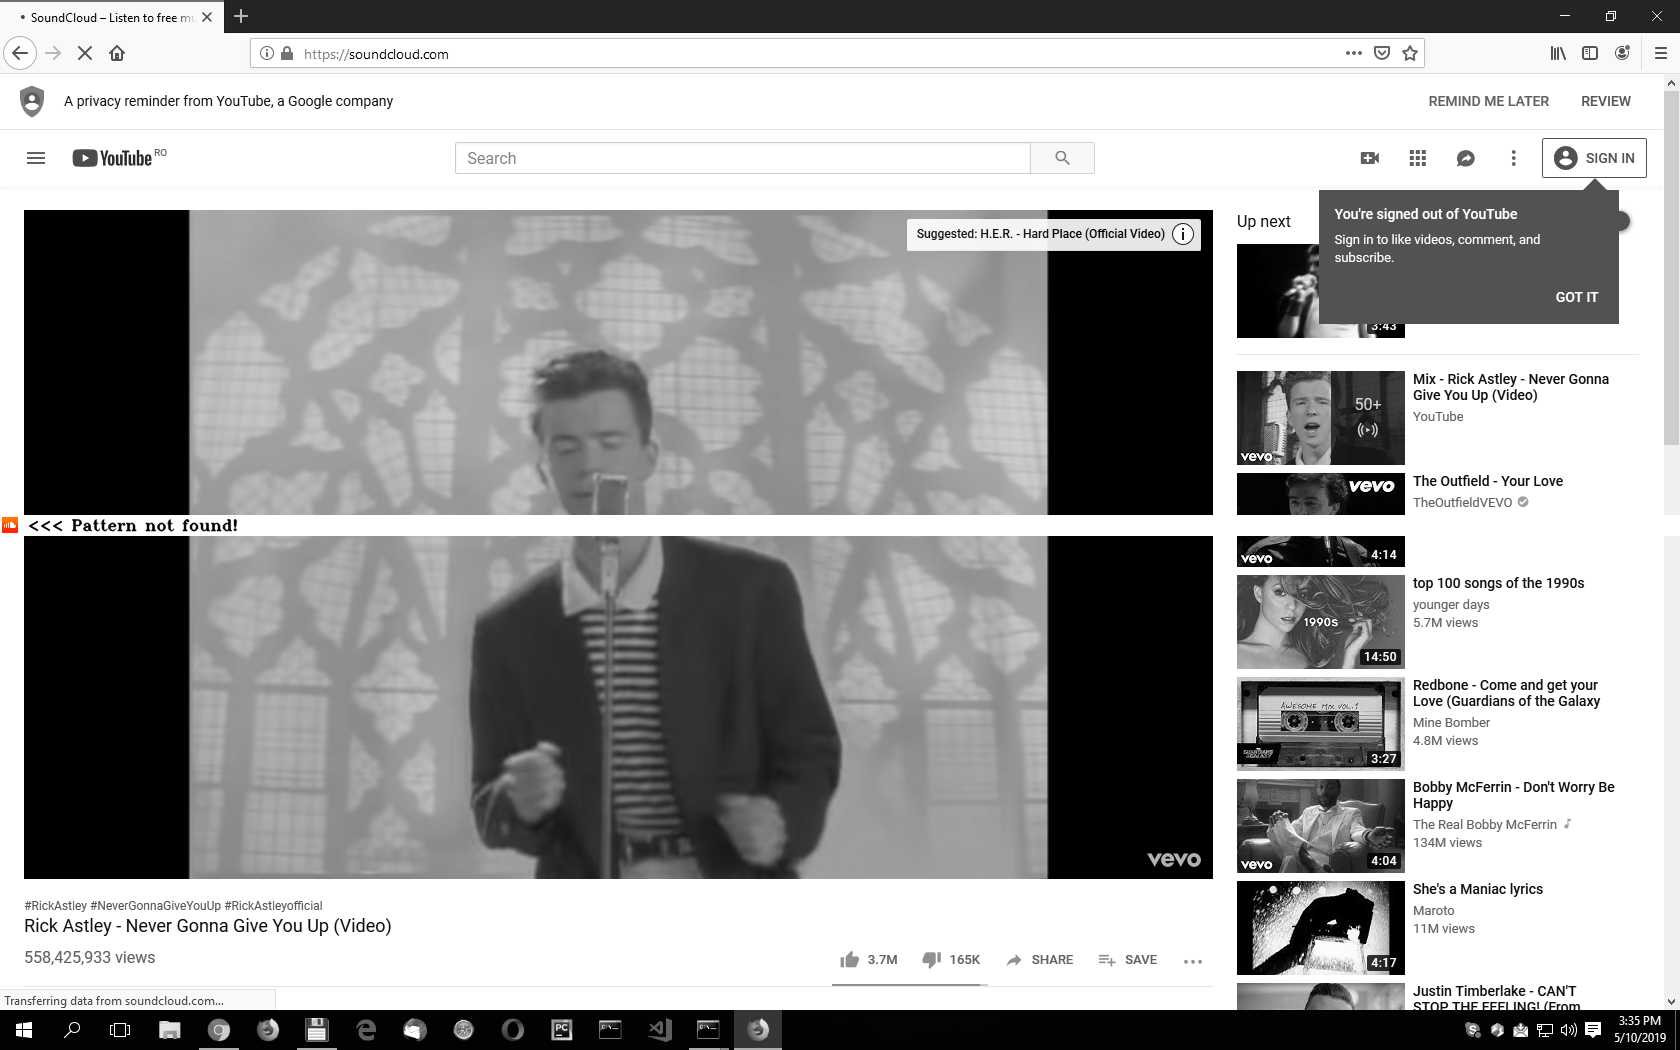 SoundCloud – Listen to free mu
https://soundcloud.com
A privacy reminder from YouTube, a Google company
REMIND ME LATER
REVIEW
YouTube RO
Search
SIGN IN
You're signed out of YouTube
Sign in to like videos, comment, and
subscribe.
GOT IT
Suggested: H.E.R. - Hard Place (Official Video)
Up next
3:43
Mix - Rick Astley - Never Gonna
Give You Up (Video)
YouTube
50+
vevo
The Outfield - Your Love
TheOutfieldVEVO
vevo
<<< Pattern not found!
vevo
4:14
top 100 songs of the 1990s
younger days
5.7M views
1990s
14:50
Redbone - Come and get your
Love (Guardians of the Galaxy
Mine Bomber
4.8M views
AWESOME MIX VOL.1
3:27
Bobby McFerrin - Don't Worry Be
Happy
The Real Bobby McFerrin
134M views
vevo
4:04
She's a Maniac lyrics
Maroto
11M views
4:17
Justin Timberlake - CAN'T
STOP THE FEELING! (From
vevo
#RickAstley #NeverGonnaGiveYouUp #RickAstleyofficial
Rick Astley - Never Gonna Give You Up (Video)
558,425,933 views
3.7M
165K
SHARE
SAVE
Transferring data from soundcloud.com...
PC
3:35 PM
5/10/2019